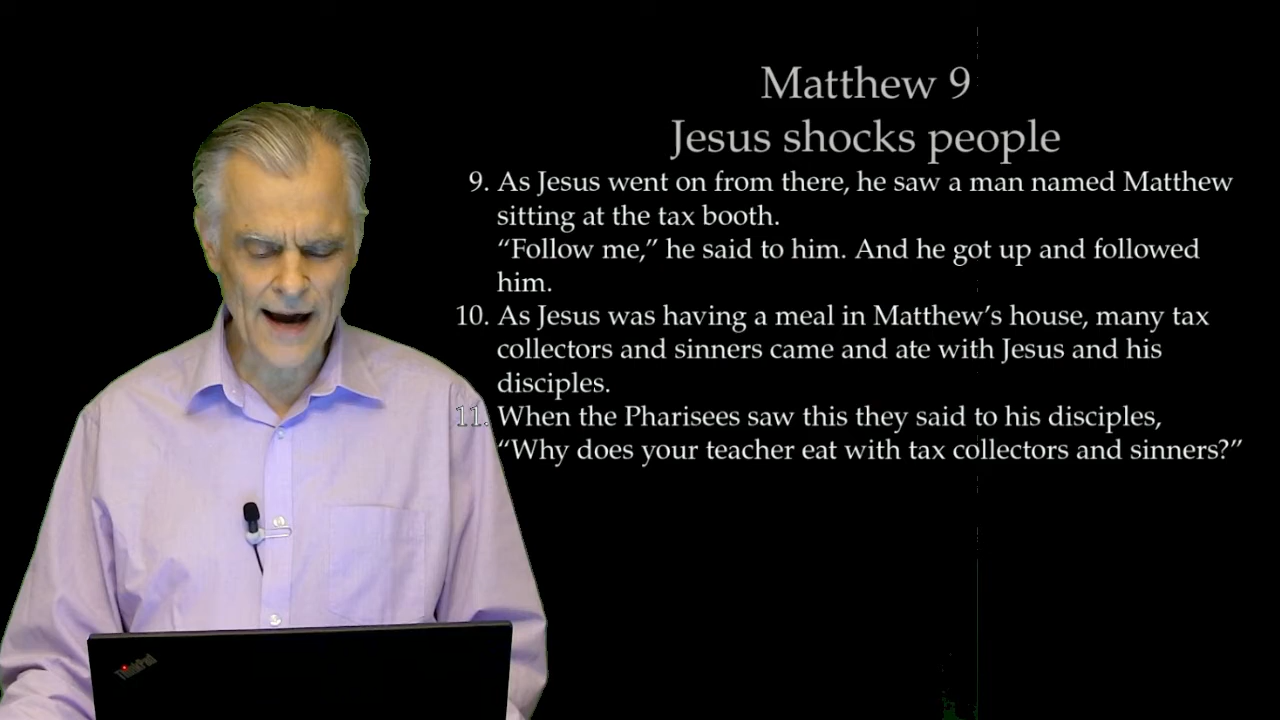 Matthew 9
Jesus shocks people
9. As Jesus went on from there, he saw a man named Matthew
sitting at the tax booth.
“Follow me,” he said to him. And he got up and followed
him.
10. As Jesus was having a meal in Matthew’s house, many tax
collectors and sinners came and ate with Jesus and his
disciples.
11. When the Pharisees saw this they said to his disciples,
“Why does your teacher eat with tax collectors and sinners?”
ThinkPad